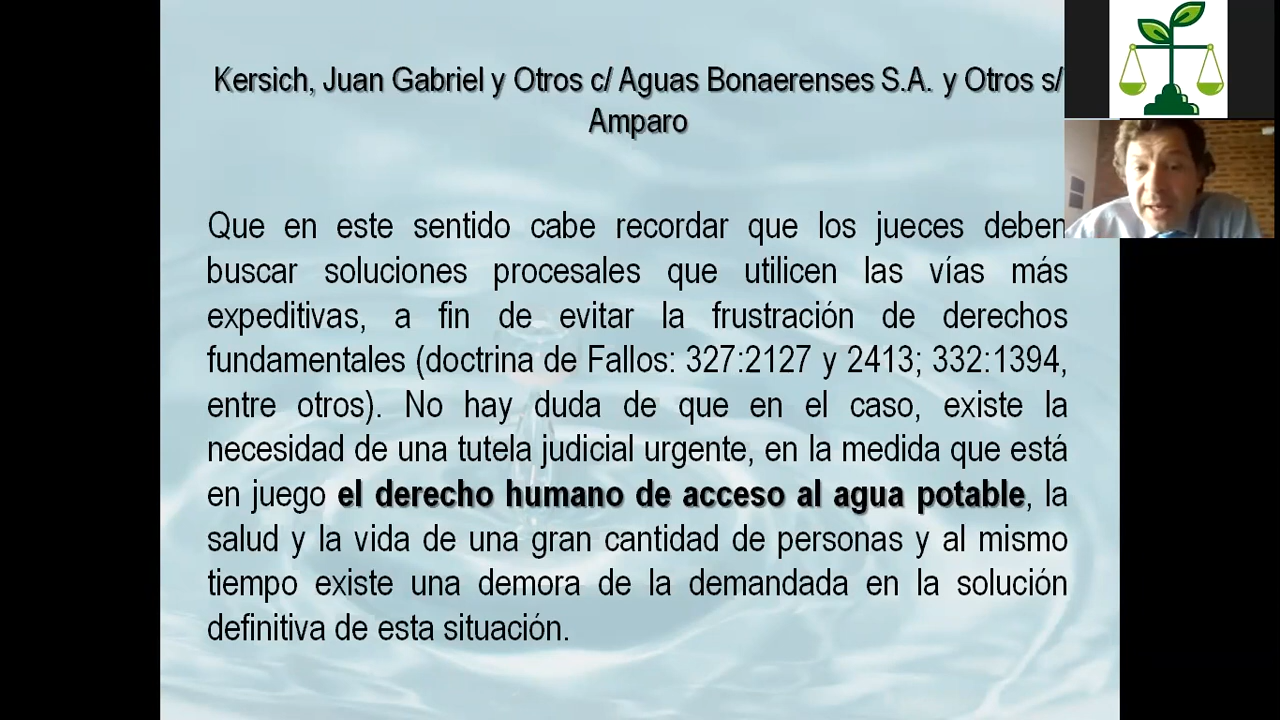 Kersich, Juan Gabriel y Otros c/ Aguas Bonaerenses S.A. y Otros s/
Amparo
Que en este sentido cabe recordar que los jueces deben
buscar soluciones procesales que utilicen las vías más
expeditivas, a fin de evitar la frustración de derechos
fundamentales (doctrina de Fallos: 327:2127 y 2413; 332:1394,
entre otros). No hay duda de que en el caso, existe la
necesidad de una tutela judicial urgente, en la medida que está
en juego el derecho humano de acceso al agua potable, la
salud y la vida de una gran cantidad de personas y al mismo
tiempo existe una demora de la demandada en la solución
definitiva de esta situación.